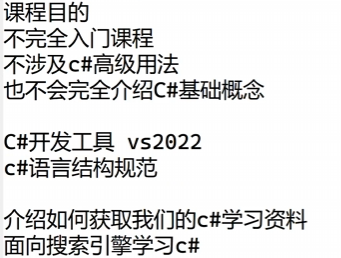 课程目的
不完全入门课程
不涉及c#高级用法
也不会完全介绍C#基础概念
C#开发工具 vs2022
c#语言结构规范
介绍如何获取我们的c#学习资料
面向搜索引擎学习c#